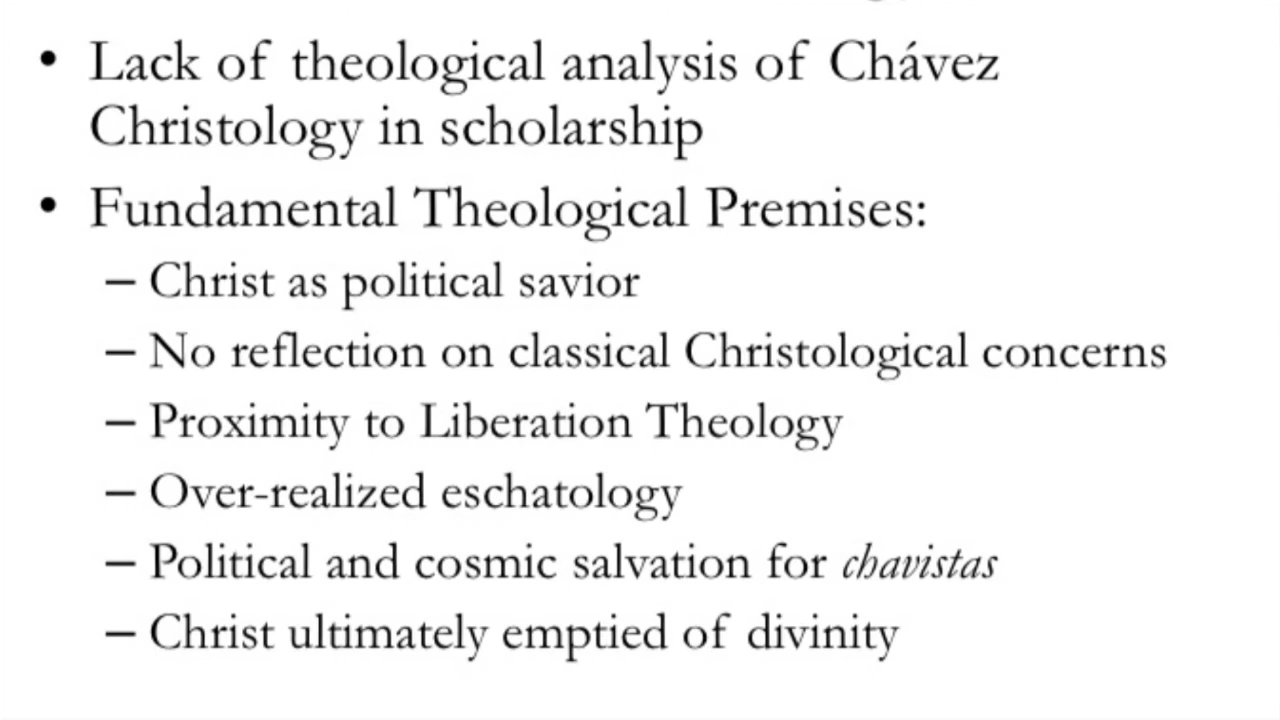 • Lack of theological analysis of Chávez
Christology in scholarship
• Fundamental Theological Premises:
– Christ as political savior
– No reflection on classical Christological concerns
– Proximity to Liberation Theology
– Over-realized eschatology
– Political and cosmic salvation for chavistas
– Christ ultimately emptied of divinity